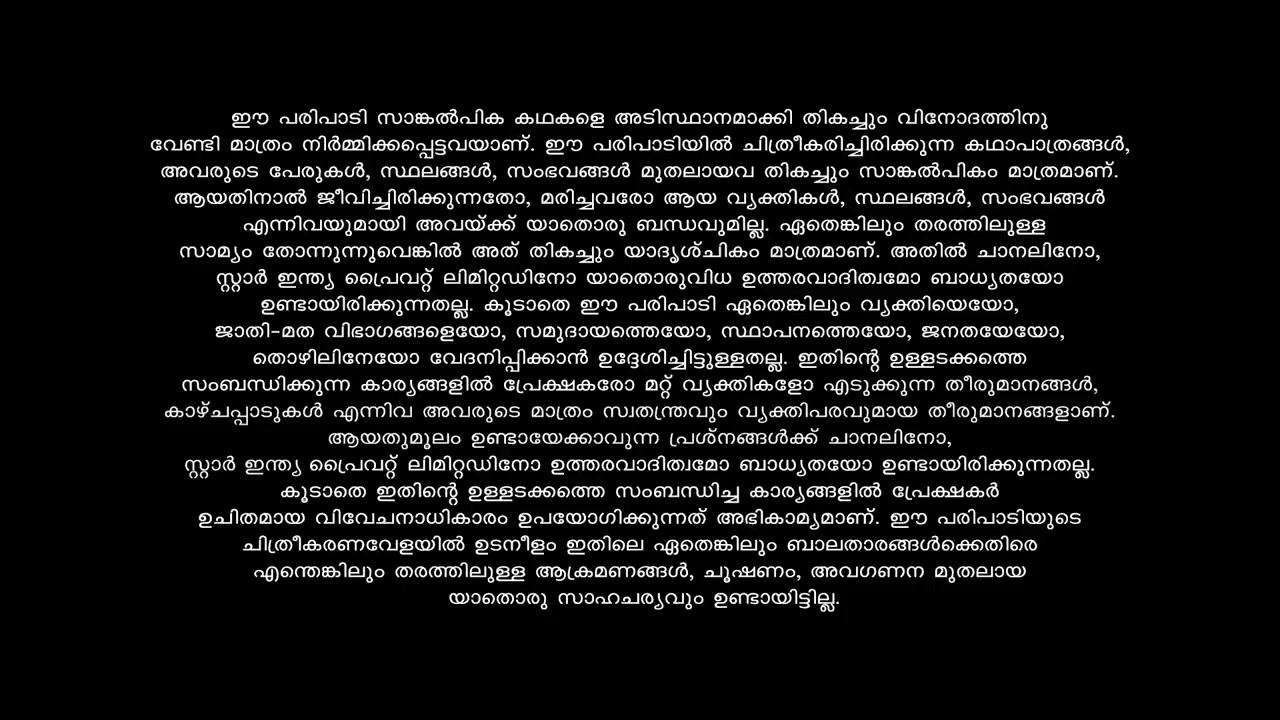 ഈ പരിപാടി സാങ്കൽപിക കഥകളെ അടിസ്ഥാനമാക്കി തികച്ചും വിനോദത്തിനു
വേണ്ടി മാത്രം നിർമ്മിക്കപ്പെട്ടവയാണ്. ഈ പരിപാടിയിൽ ചിത്രീകരിച്ചിരിക്കുന്ന കഥാപാത്രങ്ങൾ,
അവരുടെ പേരുകൾ, സ്ഥലങ്ങൾ, സംഭവങ്ങൾ മുതലായവ തികച്ചും സാങ്കൽപികം മാത്രമാണ്.
ആയതിനാൽ ജീവിച്ചിരിക്കുന്നതോ, മരിച്ചവരോ ആയ വ്യക്തികൾ, സ്ഥലങ്ങൾ, സംഭവങ്ങൾ
എന്നിവയുമായി അവയ്ക്ക് യാതൊരു ബന്ധവുമില്ല. ഏതെങ്കിലും തരത്തിലുള്ള
സാമ്യം തോന്നുന്നുവെങ്കിൽ അത് തികച്ചും യാദൃശ്ചികം മാത്രമാണ്. അതിൽ ചാനലിനോ,
സ്റ്റാർ ഇന്ത്യ പ്രൈവറ്റ് ലിമിറ്റഡിനോ യാതൊരുവിധ ഉത്തരവാദിത്വമോ ബാധ്യതയോ
ഉണ്ടായിരിക്കുന്നതല്ല. കൂടാതെ ഈ പരിപാടി ഏതെങ്കിലും വ്യക്തിയെയോ,
ജാതി-മത വിഭാഗങ്ങളെയോ, സമുദായത്തെയോ, സ്ഥാപനത്തെയോ, ജനതയേയോ,
തൊഴിലിനേയോ വേദനിപ്പിക്കാൻ ഉദ്ദേശിച്ചിട്ടുള്ളതല്ല. ഇതിന്റെ ഉള്ളടക്കത്തെ
സംബന്ധിക്കുന്ന കാര്യങ്ങളിൽ പ്രേക്ഷകരോ മറ്റ് വ്യക്തികളോ എടുക്കുന്ന തീരുമാനങ്ങൾ,
കാഴ്ചപ്പാടുകൾ എന്നിവ അവരുടെ മാത്രം സ്വതന്ത്രവും വ്യക്തിപരവുമായ തീരുമാനങ്ങളാണ്.
ആയതുമൂലം ഉണ്ടായേക്കാവുന്ന പ്രശ്നങ്ങൾക്ക് ചാനലിനോ,
സ്റ്റാർ ഇന്ത്യ പ്രൈവറ്റ് ലിമിറ്റഡിനോ ഉത്തരവാദിത്വമോ ബാധ്യതയോ ഉണ്ടായിരിക്കുന്നതല്ല.
കൂടാതെ ഇതിന്റെ ഉള്ളടക്കത്തെ സംബന്ധിച്ച കാര്യങ്ങളിൽ പ്രേക്ഷകർ
ഉചിതമായ വിവേചനാധികാരം ഉപയോഗിക്കുന്നത് അഭികാമ്യമാണ്. ഈ പരിപാടിയുടെ
ചിത്രീകരണവേളയിൽ ഉടനീളം ഇതിലെ ഏതെങ്കിലും ബാലതാരങ്ങൾക്കെതിരെ
എന്തെങ്കിലും തരത്തിലുള്ള ആക്രമണങ്ങൾ, ചൂഷണം, അവഗണന മുതലായ
യാതൊരു സാഹചര്യവും ഉണ്ടായിട്ടില്ല.